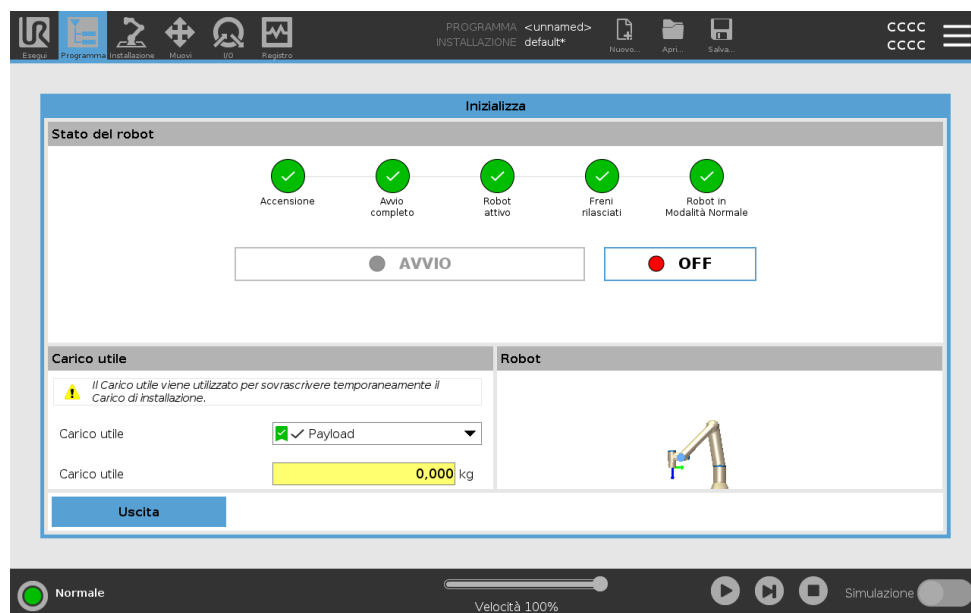 PROGRAMMA <unnamed>
INSTALLAZIONE default*
CCCC
CCCC
UR
Esegui Programma Installazione Muovi I/O Registro Nuovo... Apri... Salva...
Inizializza
Stato del robot
Accensione
Avvio completo
Robot attivo
Freni rilasciati
Robot in Modalità Normale
AVVIO
OFF
Carico utile
Robot
Il Carico utile viene utilizzato per sovrascrivere temporaneamente il
Carico di installazione.
Carico utile Payload
Carico utile 0,000 kg
Uscita
Normale
Velocità 100%
Simulazione